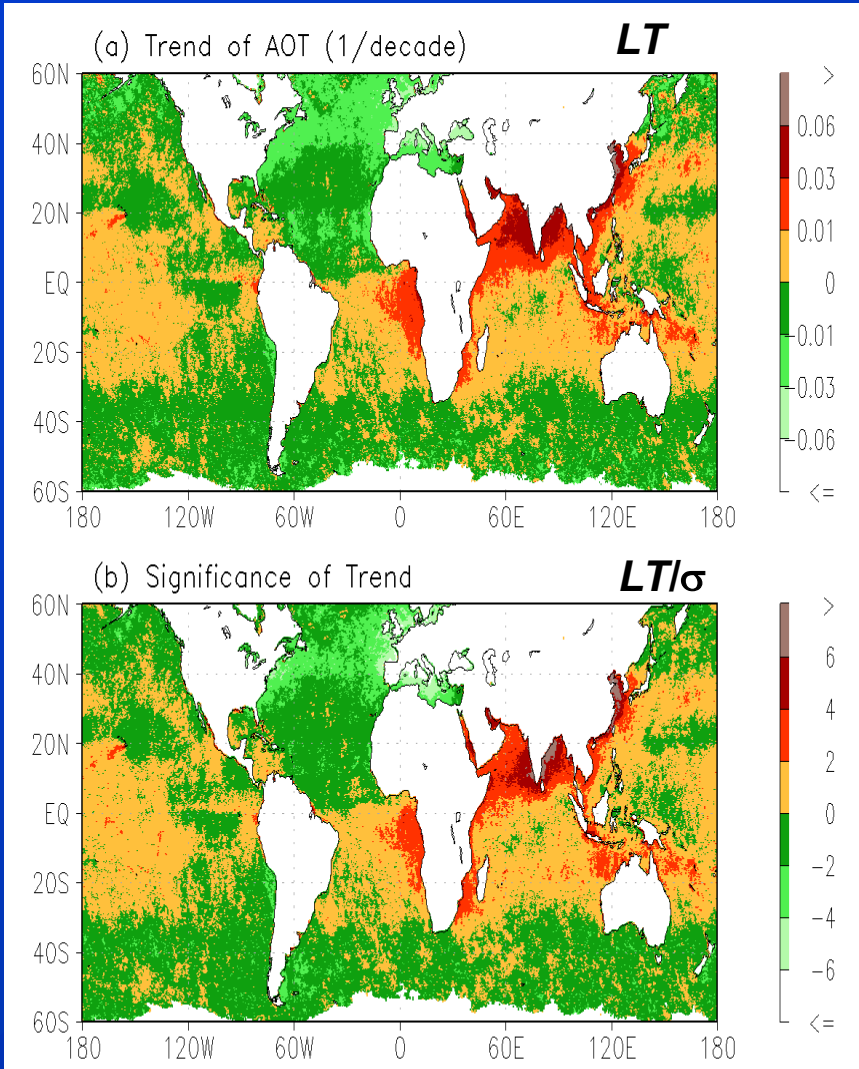 (a) Trend of AOT (1/decade) LT
60N
40N
20N
EQ
20S
40S
60S
180 120W 60W 0 60E 120E 180
>
0.06
0.03
0.01
0
-0.01
-0.03
-0.06
<=
(b) Significance of Trend LT/σ
60N
40N
20N
EQ
20S
40S
60S
180 120W 60W 0 60E 120E 180
>
6
4
2
0
-2
-4
-6
<=